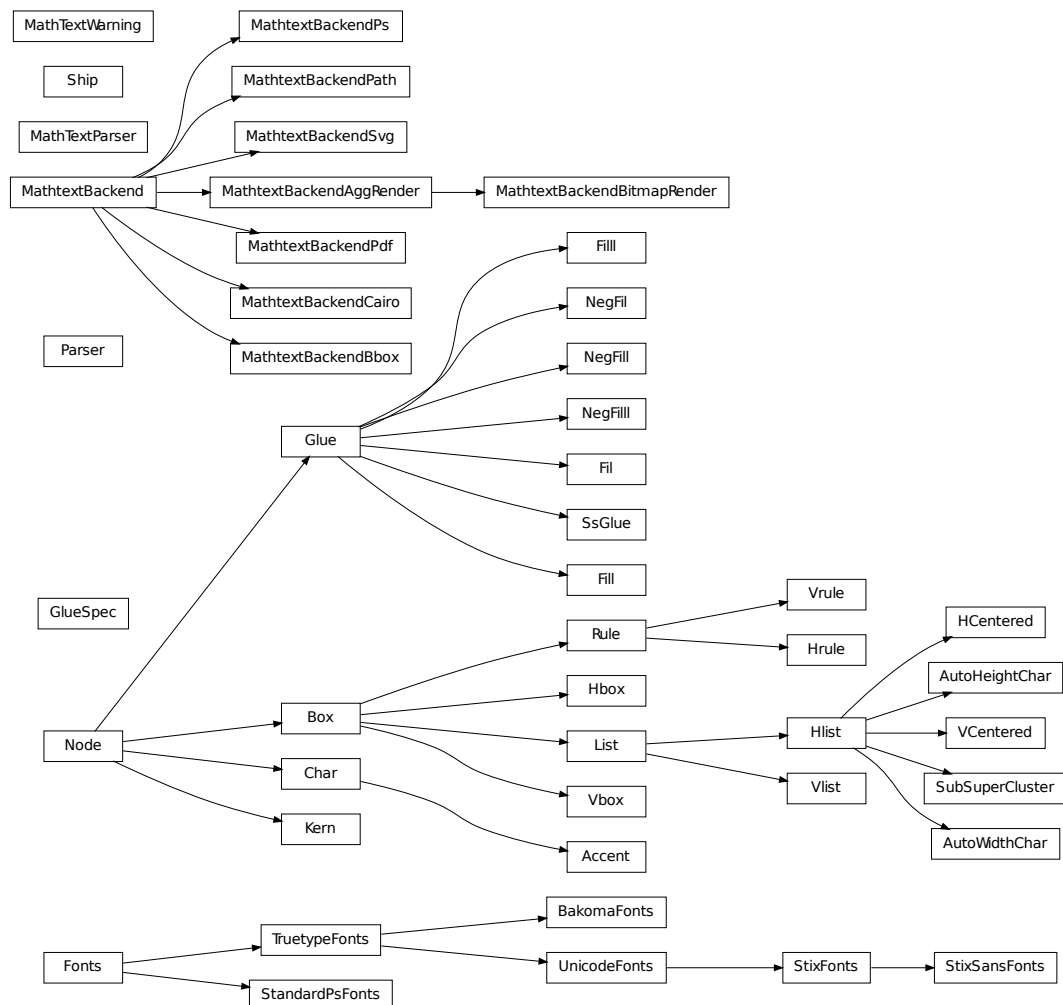 MathTextWarning
MathtextBackendPs
Ship
MathtextBackendPath
MathTextParser
MathtextBackendSvg
MathtextBackend
MathtextBackendAggRender
MathtextBackendBitmapRender
MathtextBackendPdf
Filll
MathtextBackendCairo
NegFil
Parser
MathtextBackendBbox
NegFill
NegFilll
Glue
Fil
SsGlue
Fill
Vrule
GlueSpec
HCentered
Rule
Hrule
AutoHeightChar
Hbox
Box
Hlist
VCentered
Node
List
Char
Vlist
SubSuperCluster
Vbox
Kern
AutoWidthChar
Accent
BakomaFonts
TruetypeFonts
Fonts
UnicodeFonts
StixFonts
StixSansFonts
StandardPsFonts